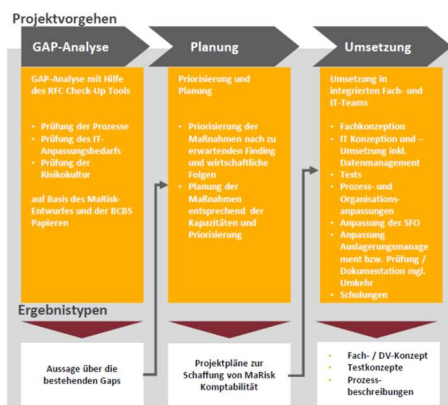 Projektvorgehen
GAP-Analyse
GAP-Analyse mit Hilfe
des RFC Check-Up Tools
• Prüfung der Prozesse
• Prüfung des IT-
Anpassungsbedarfs
• Prüfung der
Risikokultur
auf Basis des MaRisk-
Entwurfes und der BCBS
Papieren
Planung
Priorisierung und
Planung
• Priorisierung der
Maßnahmen nach zu
erwartenden Finding
und wirtschaftliche
Folgen
• Planung der
Maßnahmen
entsprechend der
Kapazitäten und
Priorisierung
Umsetzung
Umsetzung in
integrierten Fach- und
IT-Teams
• Fachkonzeption
• IT Konzeption und –
Umsetzung inkl.
Datenmanagement
• Tests
• Prozess- und
Organisations-
anpassungen
• Anpassung der SFO
• Anpassung
Auslagerungsmanage
ment bzw. Prüfung /
Dokumentation mgl.
Umkehr
• Schulungen
Ergebnistypen
Aussage über die
bestehenden Gaps
Projektpläne zur
Schaffung von MaRisk
Komptabilität
• Fach- / DV-Konzept
• Testkonzepte
• Prozess-
beschreibungen